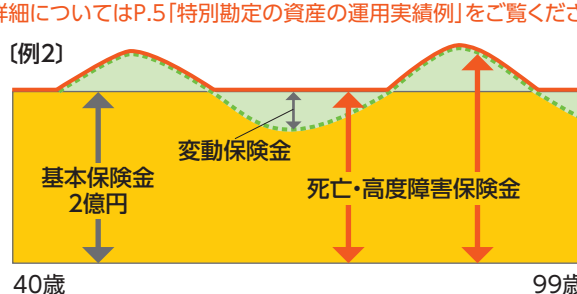 詳細についてはP.5「特別勘定の資産の運用実績例」をご覧くださ
〔例2〕
変動保険金
基本保険金
2億円
死亡・高度障害保険金
40歳
99歳